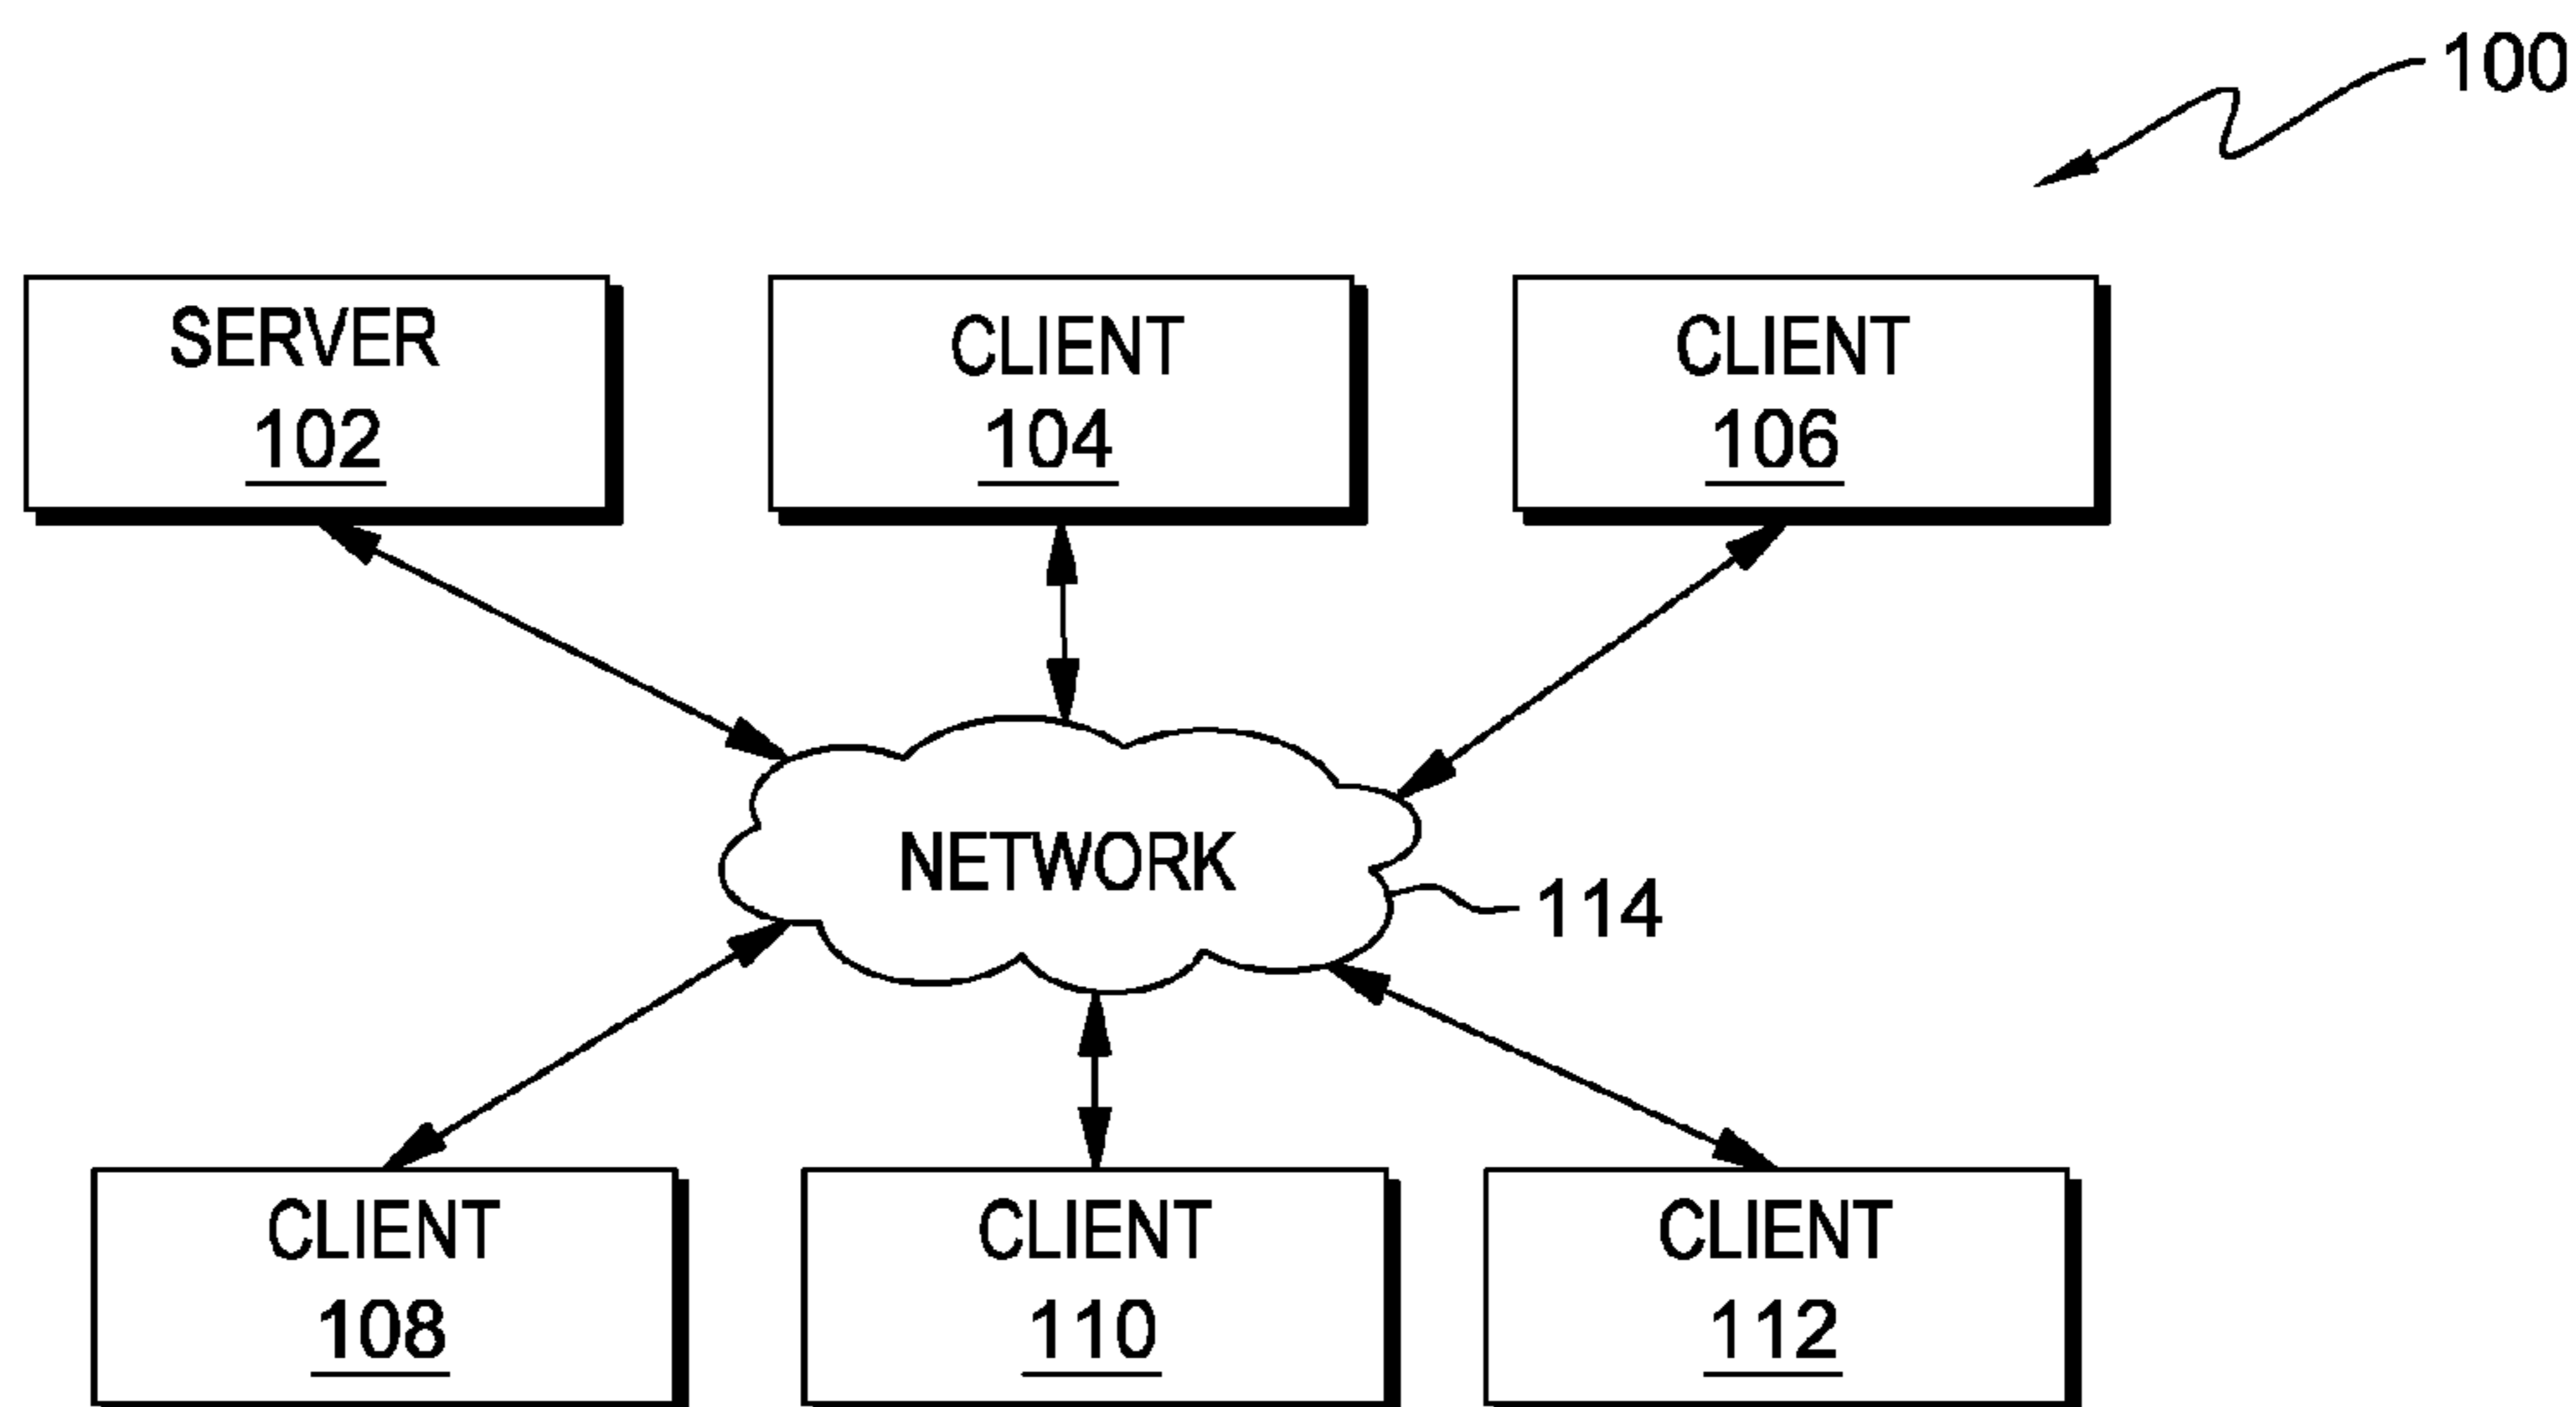 100
SERVER
102
CLIENT
104
CLIENT
106
NETWORK
114
CLIENT
108
CLIENT
110
CLIENT
112